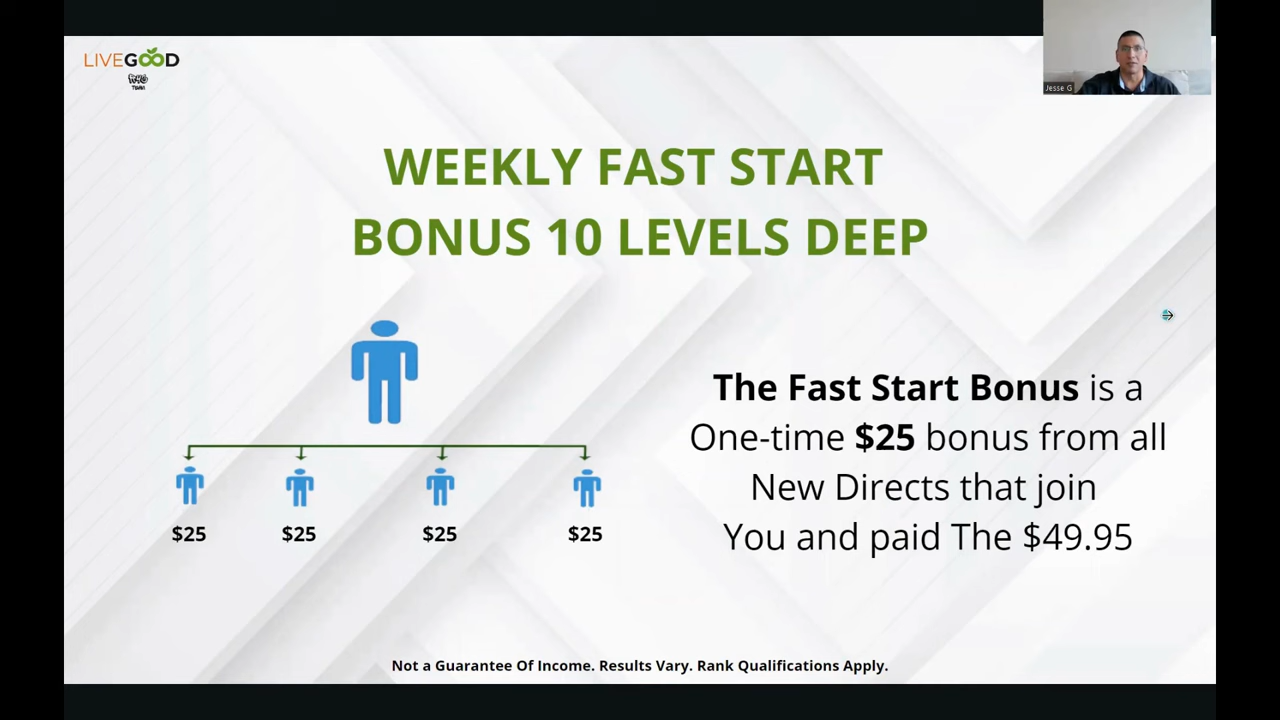 LIVEGOOD
TEAM
Jesse G
WEEKLY FAST START
BONUS 10 LEVELS DEEP
The Fast Start Bonus is a
One-time $25 bonus from all
New Directs that join
You and paid The $49.95
$25 $25 $25 $25
Not a Guarantee Of Income. Results Vary. Rank Qualifications Apply.